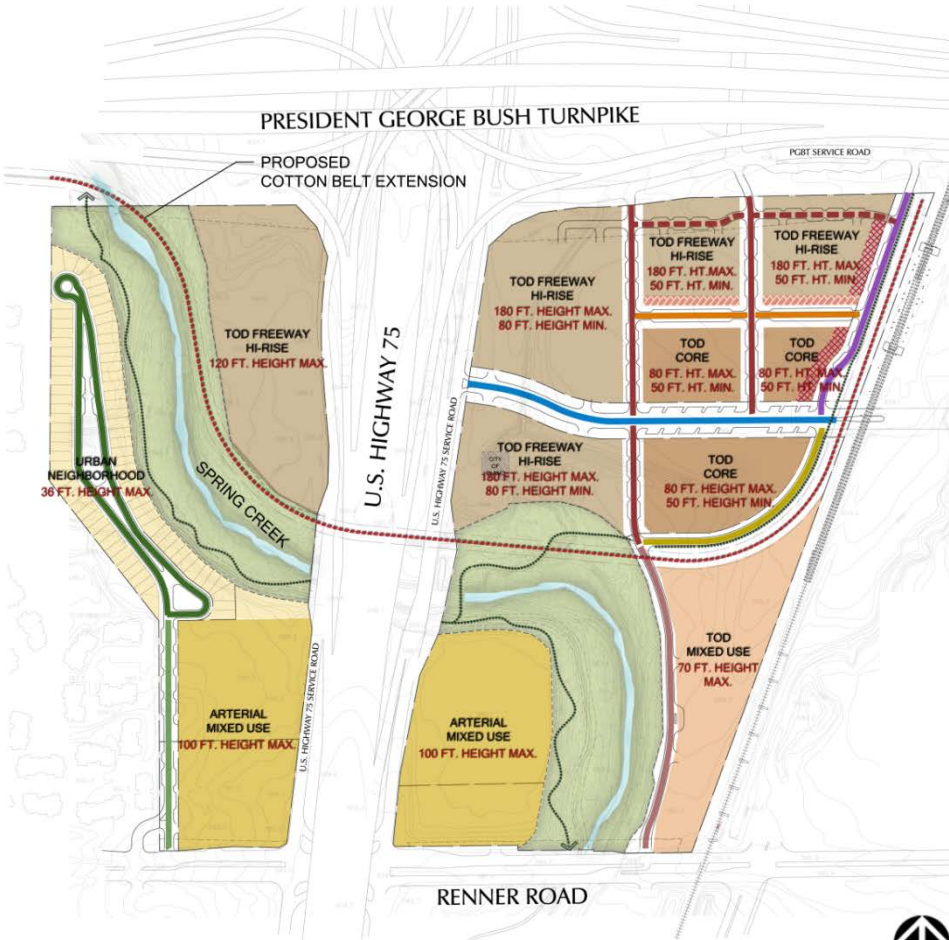 PRESIDENT GEORGE BUSH TURNPIKE
PGBT SERVICE ROAD
PROPOSED
COTTON BELT EXTENSION
TOD FREEWAY
HI-RISE
120 FT. HEIGHT MAX.
TOD FREEWAY
HI-RISE
180 FT. HEIGHT MAX.
80 FT. HEIGHT MIN.
TOD FREEWAY
HI-RISE
180 FT. HT.MAX.
50 FT. HT. MIN.
TOD FREEWAY
HI-RISE
180 FT. HT. MAX.
50 FT. HT. MIN.
TOD
CORE
80 FT. HT. MAX.
50 FT. HT. MIN.
TOD
CORE
80 FT. HT. MAX.
50 FT. HT. MIN.
U.S. HIGHWAY 75
U.S. HIGHWAY 75 SERVICE ROAD
TOD FREEWAY
HI-RISE
180 FT. HEIGHT MAX.
80 FT. HEIGHT MIN.
CITY
OF
TOD
CORE
80 FT. HEIGHT MAX.
50 FT. HEIGHT MIN.
URBAN
NEIGHBORHOOD
36 FT. HEIGHT MAX.
SPRING CREEK
TOD
MIXED USE
70 FT. HEIGHT
MAX.
U.S. HIGHWAY 75 SERVICE ROAD
ARTERIAL
MIXED USE
100 FT. HEIGHT MAX.
ARTERIAL
MIXED USE
100 FT. HEIGHT MAX.
RENNER ROAD